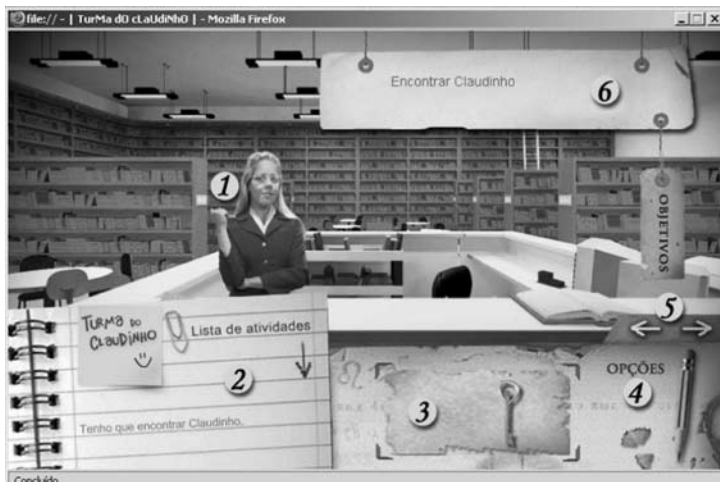 file:// - | TurMa dO cLaUdiNhO | - Mozilla Firefox
Encontrar Claudinho
6
1
OBJETIVOS
5
TURMA DO
CLAUDINHO
Lista de atividades
2
Tenho que encontrar Claudinho.
3
OPÇÕES
4
Concluído